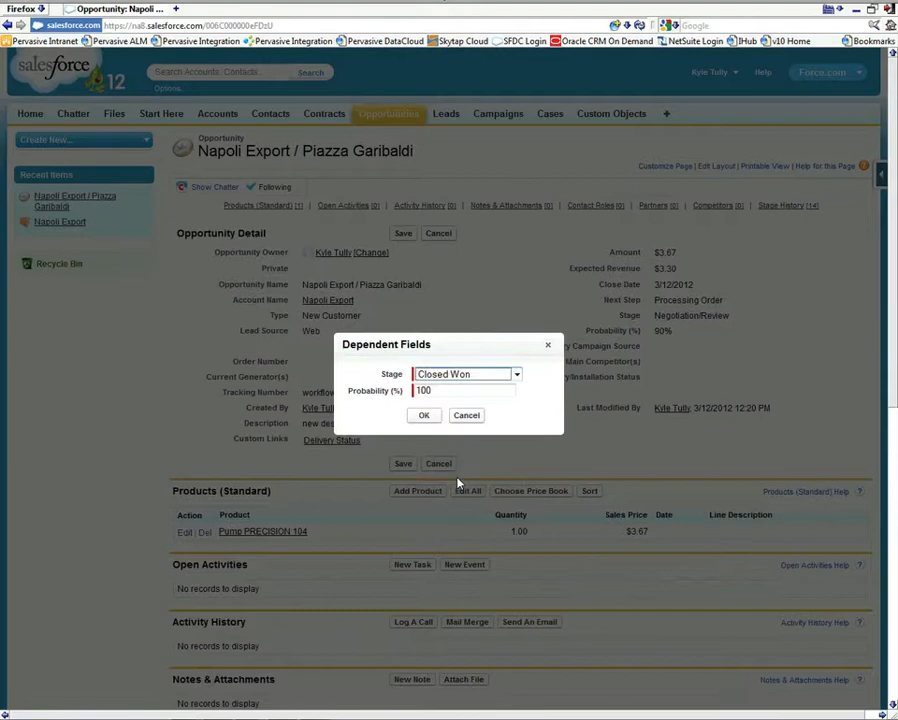 Firefox
Opportunity: Napoli ... +
salesforce.com https://na8.salesforce.com/006C000000eFDzU
Google
Pervasive Intranet Pervasive ALM Pervasive Integration Pervasive Integration Pervasive DataCloud Skytap Cloud SFDC Login Oracle CRM On Demand NetSuite Login IHub v10 Home Bookmarks
salesforce 12
Search Accounts, Contacts... Search
Options...
Kyle Tully Help Force.com
Home Chatter Files Start Here Accounts Contacts Contracts Opportunities Leads Campaigns Cases Custom Objects +
Create New...
Recent Items
Napoli Export / Piazza
Garibaldi
Napoli Export
Recycle Bin
Opportunity
Napoli Export / Piazza Garibaldi
Customize Page | Edit Layout | Printable View | Help for this Page ?
Show Chatter Following
Products (Standard) [1] Open Activities [0] Activity History [0] Notes & Attachments [0] Contact Roles [0] Partners [0] Competitors [0] Stage History [14]
Opportunity Detail Save Cancel
Opportunity Owner Kyle Tully [Change] Amount $3.67
Private Expected Revenue $3.30
Opportunity Name Napoli Export / Piazza Garibaldi Close Date 3/12/2012
Account Name Napoli Export Next Step Processing Order
Type New Customer Stage Negotiation/Review
Lead Source Web Probability (%) 90%
Campaign Source
Order Number Main Competitor(s)
Current Generator(s) /Installation Status
Tracking Number
Created By Kyle Last Modified By Kyle Tully, 3/12/2012 12:20 PM
Description
Custom Links Delivery Status
Dependent Fields
Stage Closed Won
Probability (%) 100
OK Cancel
Save Cancel
Products (Standard) Add Product Edit All Choose Price Book Sort Products (Standard) Help ?
Action Product Quantity Sales Price Date Line Description
Edit | Del Pump PRECISION 104 1.00 $3.67
Open Activities New Task New Event Open Activities Help ?
No records to display
Activity History Log A Call Mail Merge Send An Email Activity History Help ?
No records to display
Notes & Attachments New Note Attach File Notes & Attachments Help ?
No records to display